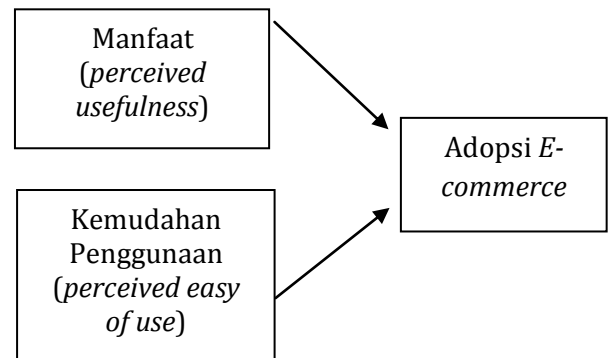 Manfaat
(perceived
usefulness)
Adopsi E-
commerce
Kemudahan
Penggunaan
(perceived easy
of use)